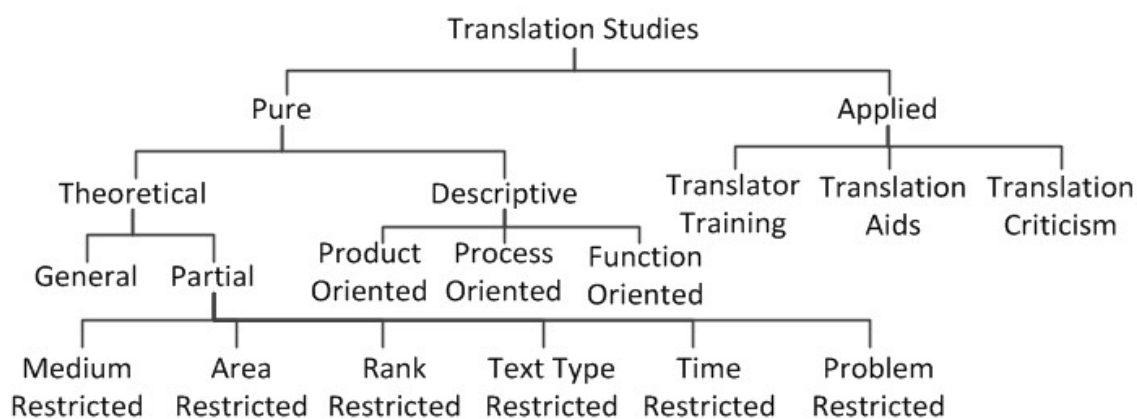 Translation Studies
Pure
Applied
Theoretical
Descriptive
Translator
Training
Translation
Aids
Translation
Criticism
General
Partial
Product
Oriented
Process
Oriented
Function
Oriented
Medium
Restricted
Area
Restricted
Rank
Restricted
Text Type
Restricted
Time
Restricted
Problem
Restricted